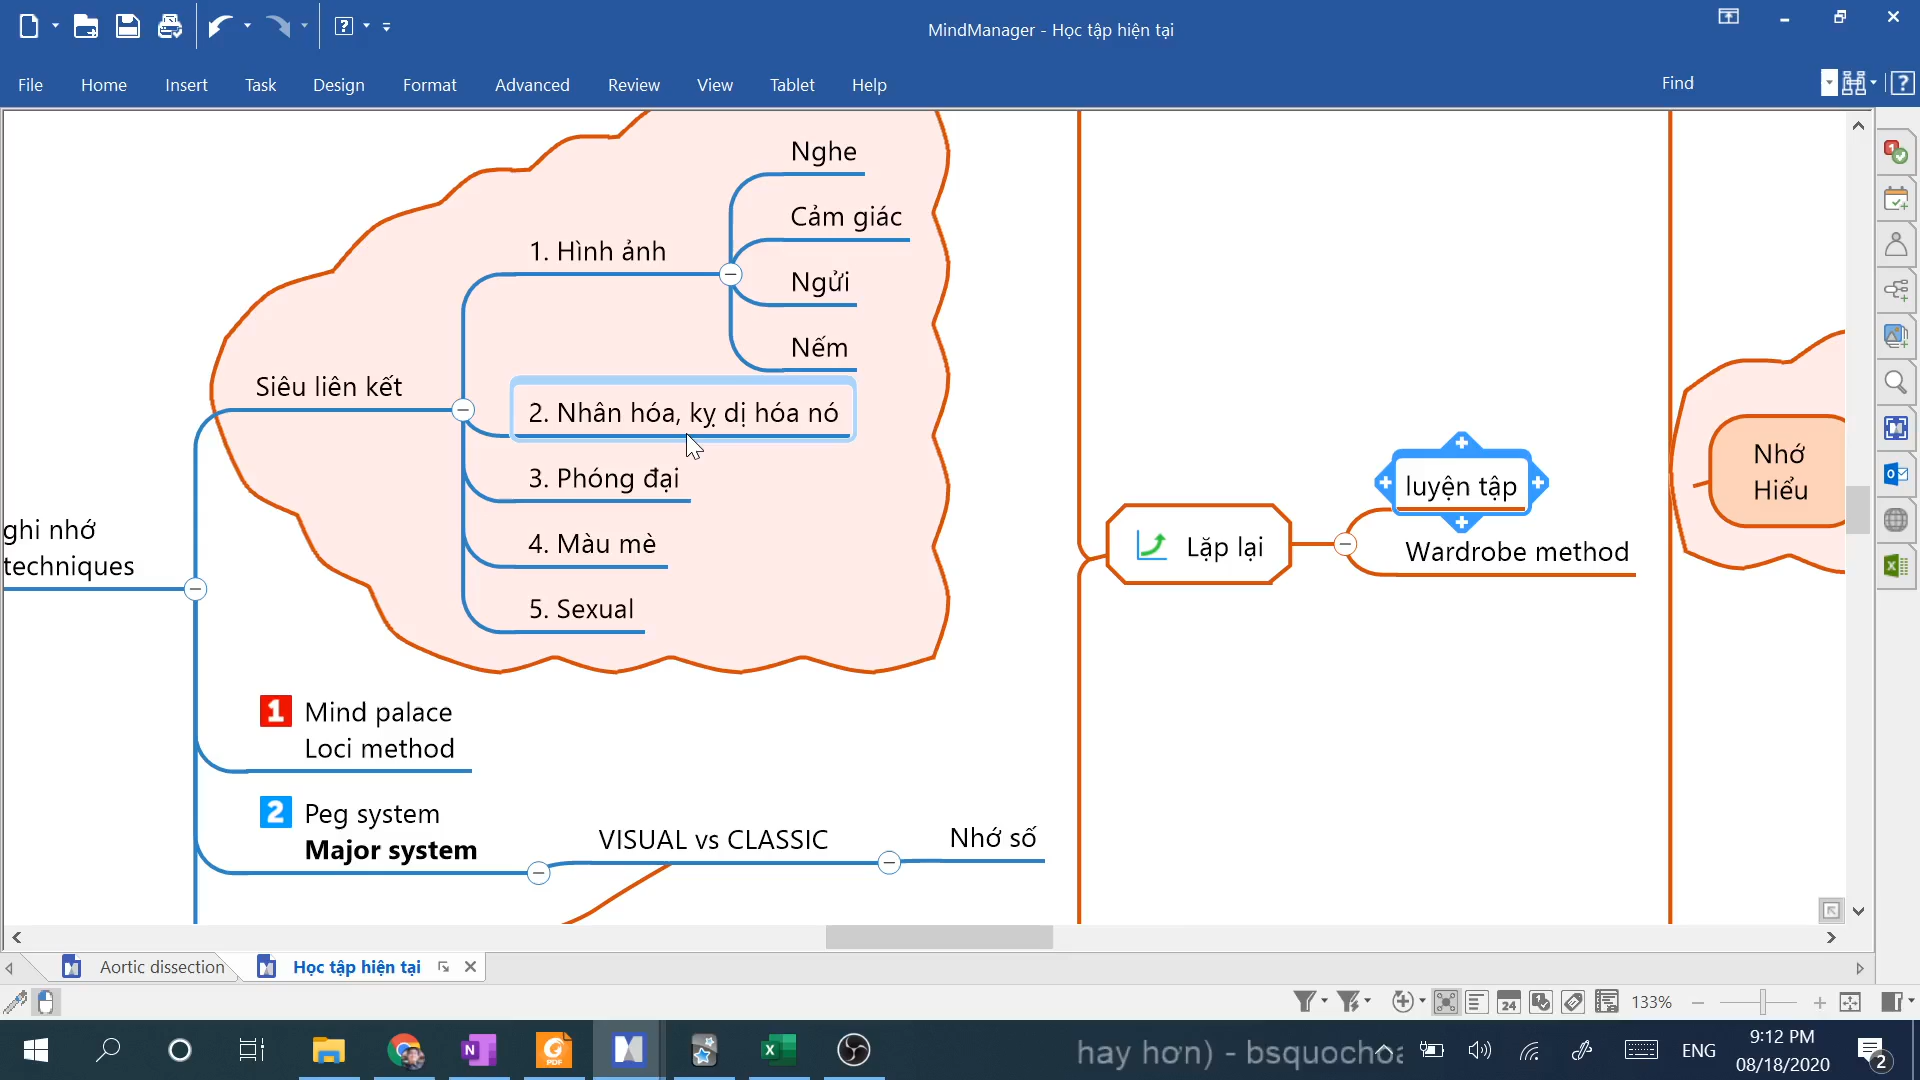 MindManager - Học tập hiện tại
File Home Insert Task Design Format Advanced Review View Tablet Help
Find
Nghe
Cảm giác
1. Hình ảnh
Ngửi
Nếm
Siêu liên kết
2. Nhân hóa, kỵ dị hóa nó
3. Phóng đại
4. Màu mè
5. Sexual
ghi nhớ
techniques
1 Mind palace
Loci method
2 Peg system
Major system
VISUAL vs CLASSIC
Nhớ số
Lặp lại
luyện tập
Wardrobe method
Nhớ
Hiểu
Aortic dissection
Học tập hiện tại
133%
hay hơn) - bsquocho
ENG
9:12 PM
08/18/2020
2